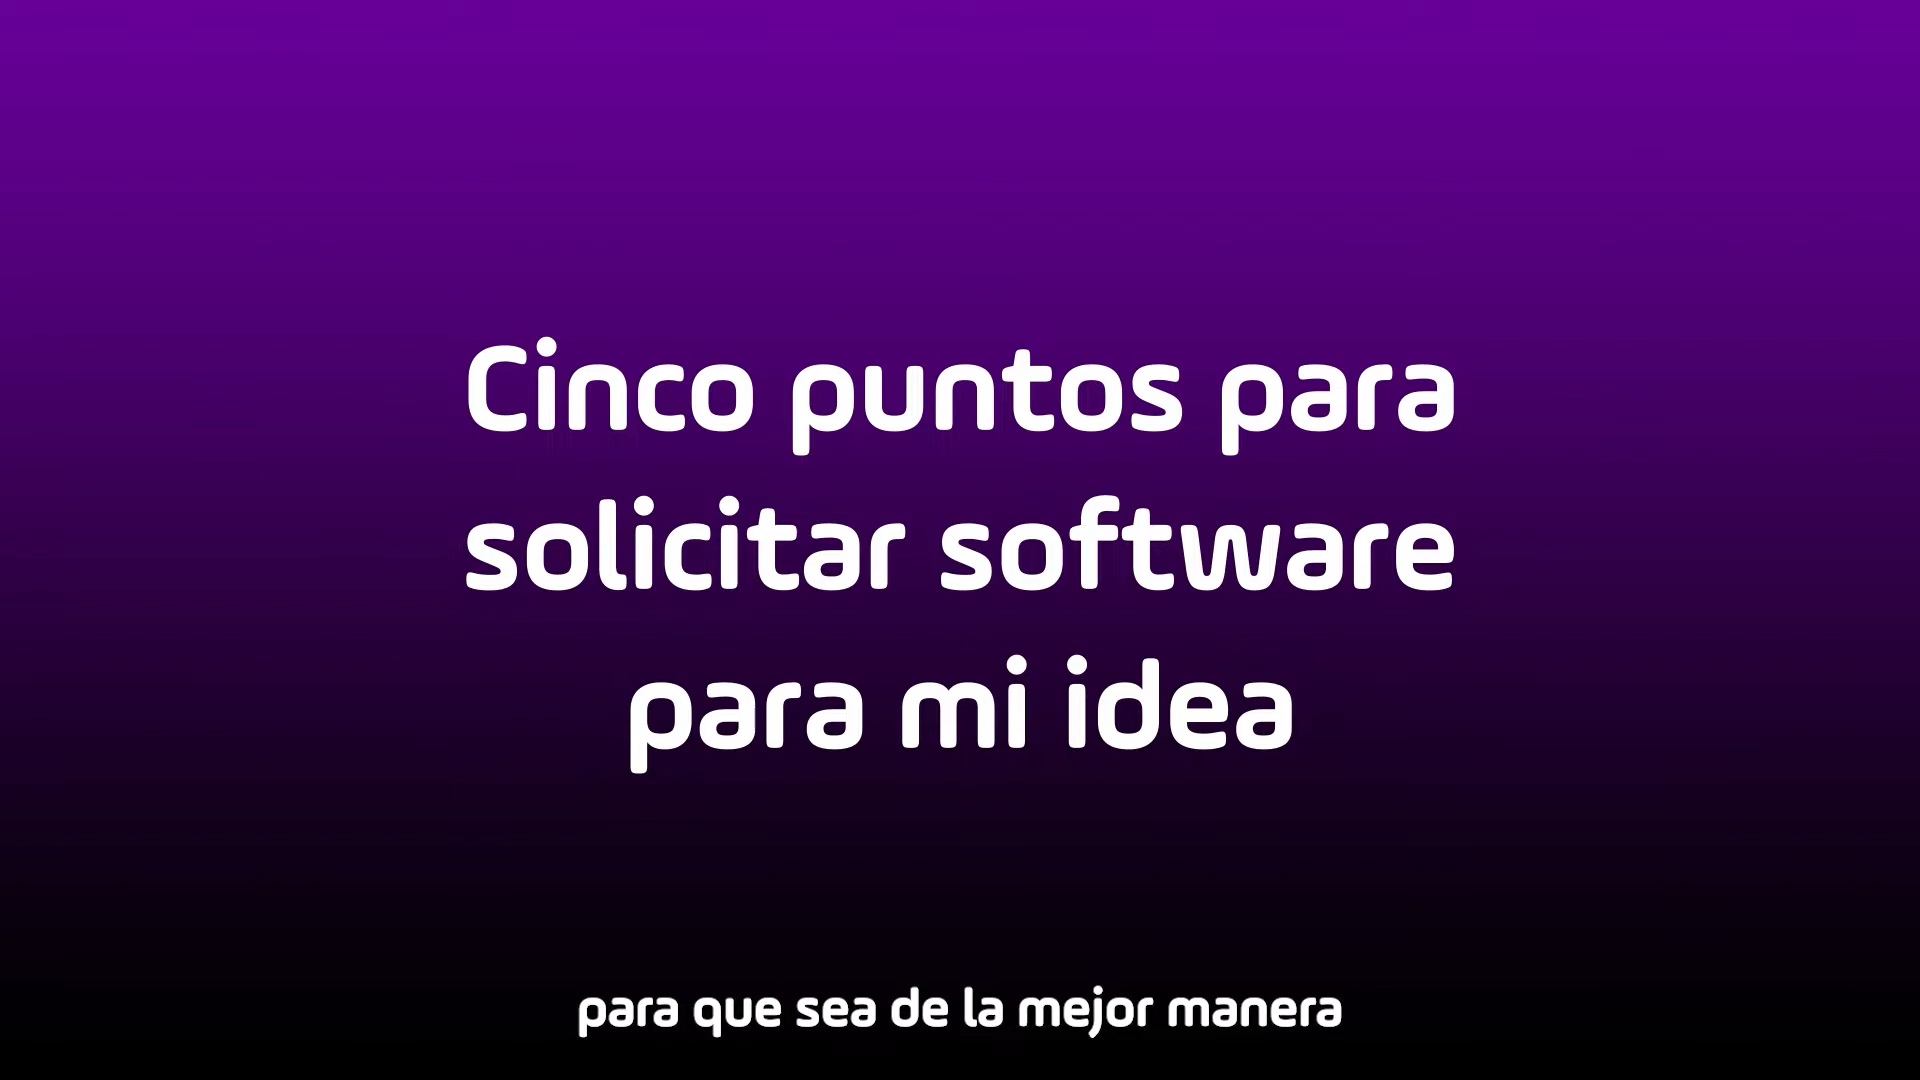 Cinco puntos para
solicitar software
para mi idea
para que sea de la mejor manera